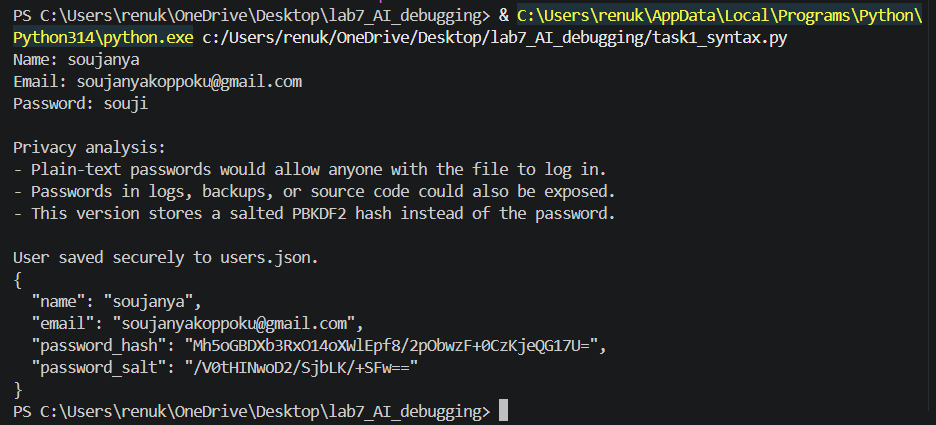 PS C:\Users\renuk\OneDrive\Desktop\lab7_AI_debugging> & C:\Users\renuk\AppData\Local\Programs\Python\
Python314\python.exe c:/Users/renuk/OneDrive/Desktop/lab7_AI_debugging/task1_syntax.py
Name: soujanya
Email: soujanyakoppoku@gmail.com
Password: souji

Privacy analysis:
- Plain-text passwords would allow anyone with the file to log in.
- Passwords in logs, backups, or source code could also be exposed.
- This version stores a salted PBKDF2 hash instead of the password.

User saved securely to users.json.
{
  "name": "soujanya",
  "email": "soujanyakoppoku@gmail.com",
  "password_hash": "Mh5oGBDXb3RxO14oXWlEpf8/2pObwzF+0CzKjeQG17U=",
  "password_salt": "/V0tHINwoD2/SjbLK/+SFw=="
}
PS C:\Users\renuk\OneDrive\Desktop\lab7_AI_debugging>